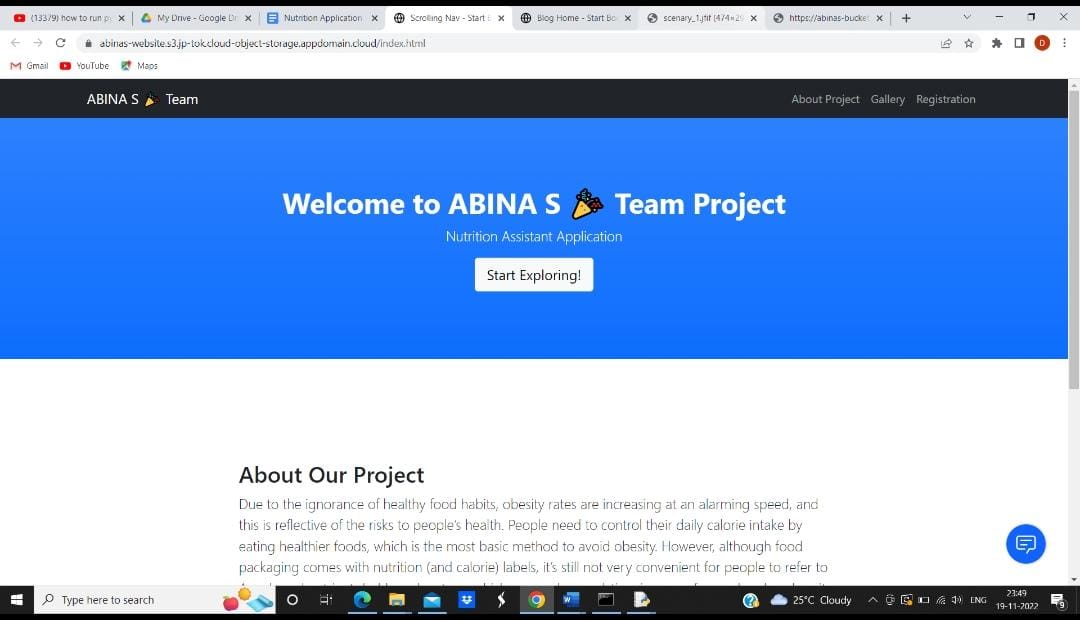 (13379) how to run p
My Drive - Google Dr
Nutrition Application
Scrolling Nav - Start
Blog Home - Start Bo
scenary_1.jfif (474×29
https://abinas-bucket
abinas-website.s3.jp-tok.cloud-object-storage.appdomain.cloud/index.html
D
Gmail YouTube Maps
ABINA S 🎉 Team
About Project Gallery Registration
Welcome to ABINA S 🎉 Team Project
Nutrition Assistant Application
Start Exploring!
About Our Project
Due to the ignorance of healthy food habits, obesity rates are increasing at an alarming speed, and
this is reflective of the risks to people's health. People need to control their daily calorie intake by
eating healthier foods, which is the most basic method to avoid obesity. However, although food
packaging comes with nutrition (and calorie) labels, it's still not very convenient for people to refer to
Type here to search
25°C Cloudy
ENG
23:49
19-11-2022
9